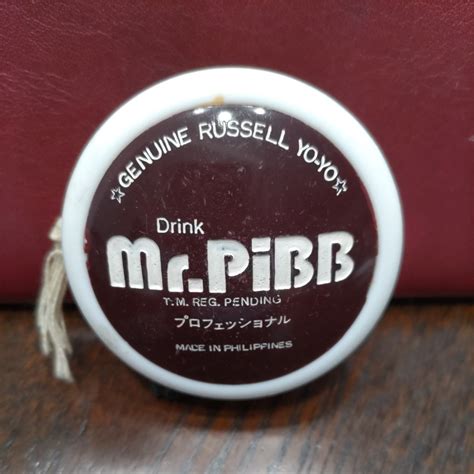 ☆GENUINE RUSSELL YO-YO☆
Drink
Mr.PiBB
T.M. REG. PENDING
プロフェッショナル
MADE IN PHILIPPINES